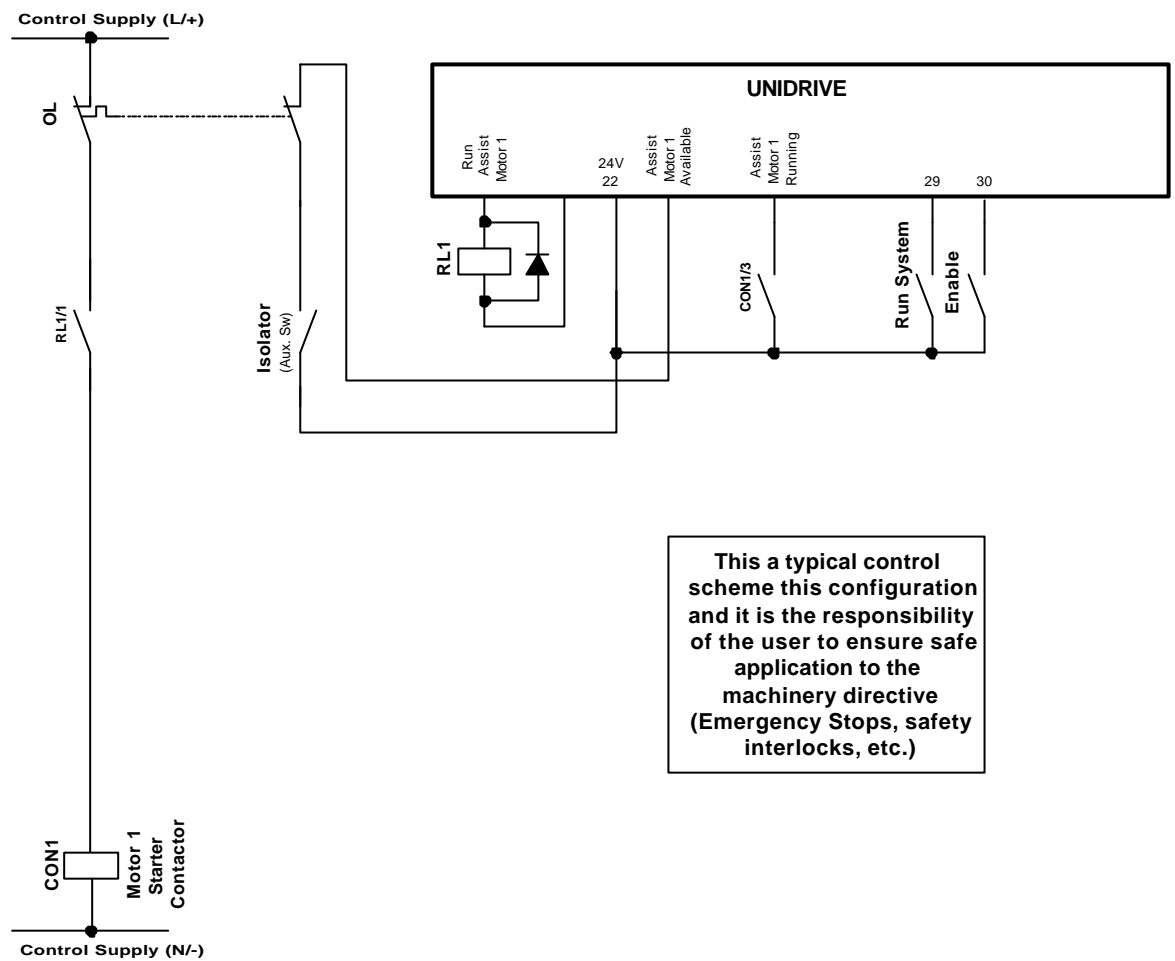 Control Supply (L/+)
OL
UNIDRIVE
Run
Assist
Motor 1
24V
22
Assist
Motor 1
Available
Assist
Motor 1
Running
29
30
RL1
CON1/3
Run System
Enable
RL1/1
Isolator
(Aux. Sw)
This a typical control
scheme this configuration
and it is the responsibility
of the user to ensure safe
application to the
machinery directive
(Emergency Stops, safety
interlocks, etc.)
CON1
Motor 1
Starter
Contactor
Control Supply (N/-)